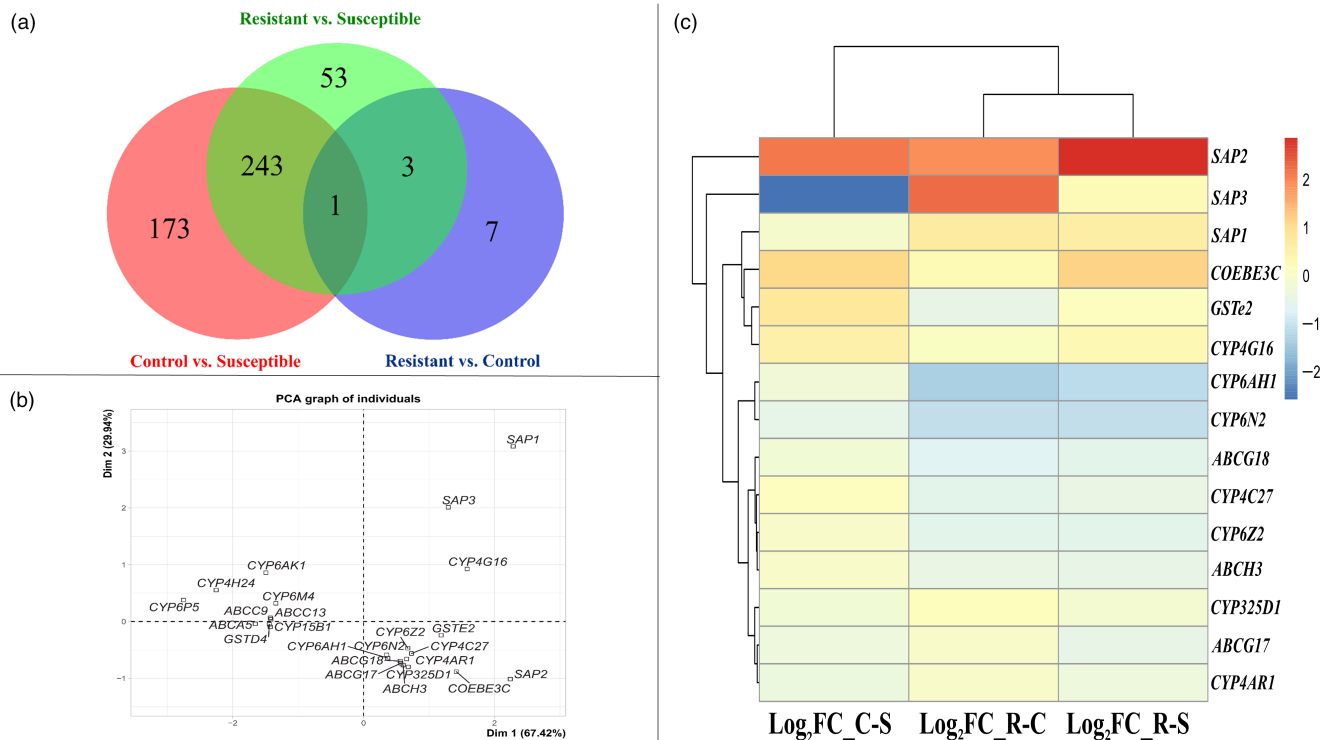 (a)
Resistant vs. Susceptible
53
243
3
1
173
7
Control vs. Susceptible
Resistant vs. Control
(b)
PCA graph of individuals
Dim 2 (29.94%)
3
2
1
0
−1
−2
0
2
Dim 1 (67.42%)
SAP1
SAP3
CYP4G16
CYP6AK1
CYP4H24
CYP6P5
CYP6M4
ABCC9
ABCC13
ABCA5
CYP15B1
GSTD4
GSTE2
CYP6Z2
CYP6AH1
CYP6N2
CYP4C27
ABCG18
CYP4AR1
ABCG17
CYP325D1
SAP2
ABCH3
COEBE3C
(c)
SAP2
SAP3
SAP1
COEBE3C
GSTe2
CYP4G16
CYP6AH1
CYP6N2
ABCG18
CYP4C27
CYP6Z2
ABCH3
CYP325D1
ABCG17
CYP4AR1
2
1
0
−1
−2
Log₂FC_C-S
Log₂FC_R-C
Log₂FC_R-S